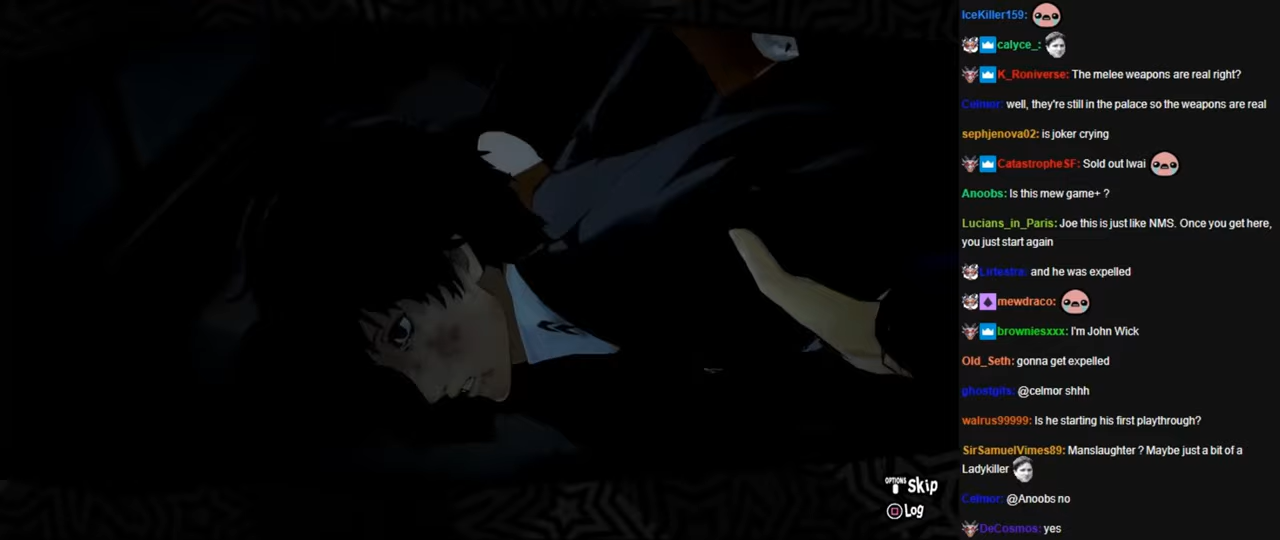 OPTIONS Skip
Log
IceKiller159:
calyce_:
K_Roniverse: The melee weapons are real right?
Celmor: well, they're still in the palace so the weapons are real
sephjenova02: is joker crying
CatastropheSF: Sold out Iwai
Anoobs: Is this mew game+ ?
Lucians_in_Paris: Joe this is just like NMS. Once you get here,
you just start again
Lirtestra: and he was expelled
mewdraco:
browniesxxx: I'm John Wick
Old_Seth: gonna get expelled
ghostgits: @celmor shhh
walrus99999: Is he starting his first playthrough?
SirSamuelVimes89: Manslaughter ? Maybe just a bit of a
Ladykiller
Celmor: @Anoobs no
DeCosmos: yes